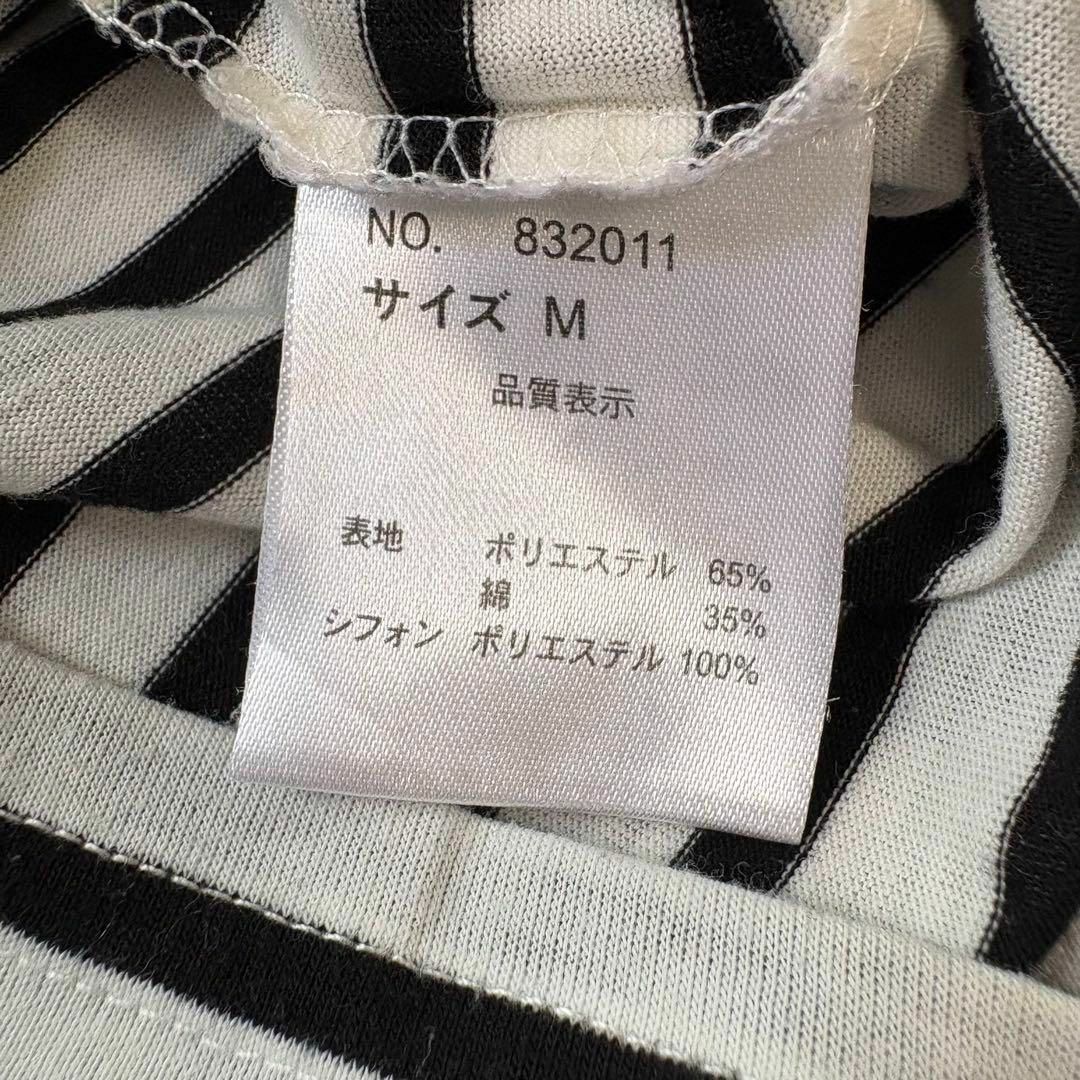 NO. 832011
サイズ M
品質表示
表地 ポリエステル 65%
綿 35%
シフォン ポリエステル 100%